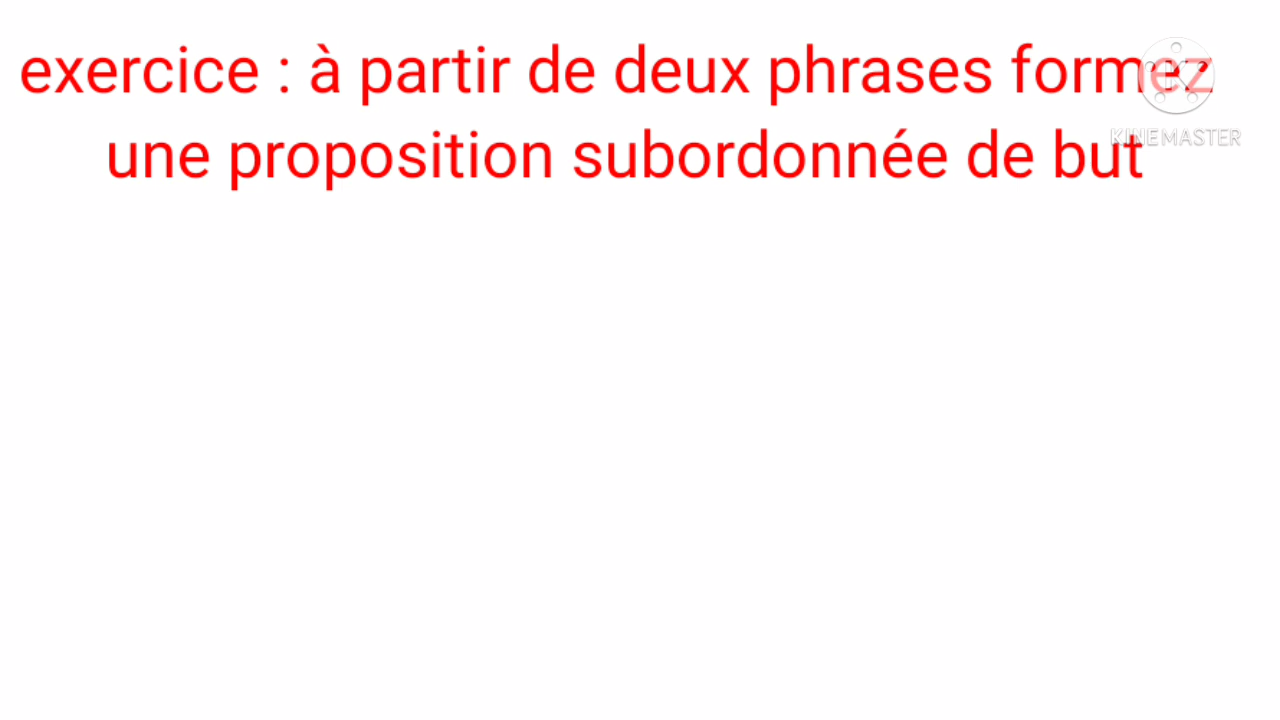 exercice : à partir de deux phrases formez
une proposition subordonnée de but
KINEMASTER